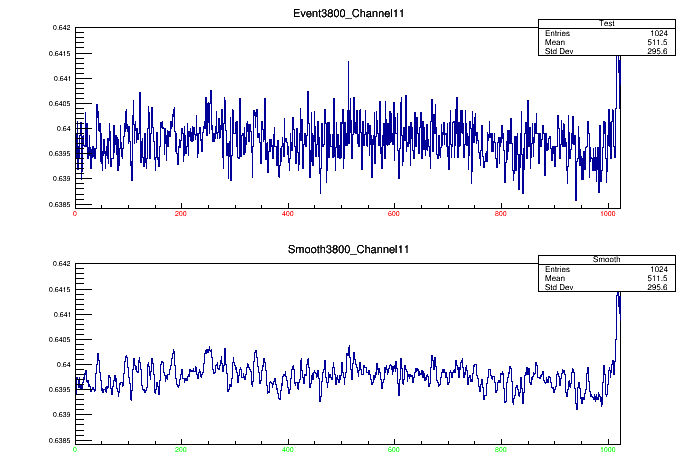 Event3800_Channel11
Test
Entries 1024
Mean 511.5
Std Dev 295.6
0.642
0.6415
0.641
0.6405
0.64
0.6395
0.639
0.6385
0 200 400 600 800 1000
Smooth3800_Channel11
Smooth
Entries 1024
Mean 511.5
Std Dev 295.6
0.642
0.6415
0.641
0.6405
0.64
0.6395
0.639
0.6385
0 200 400 600 800 1000